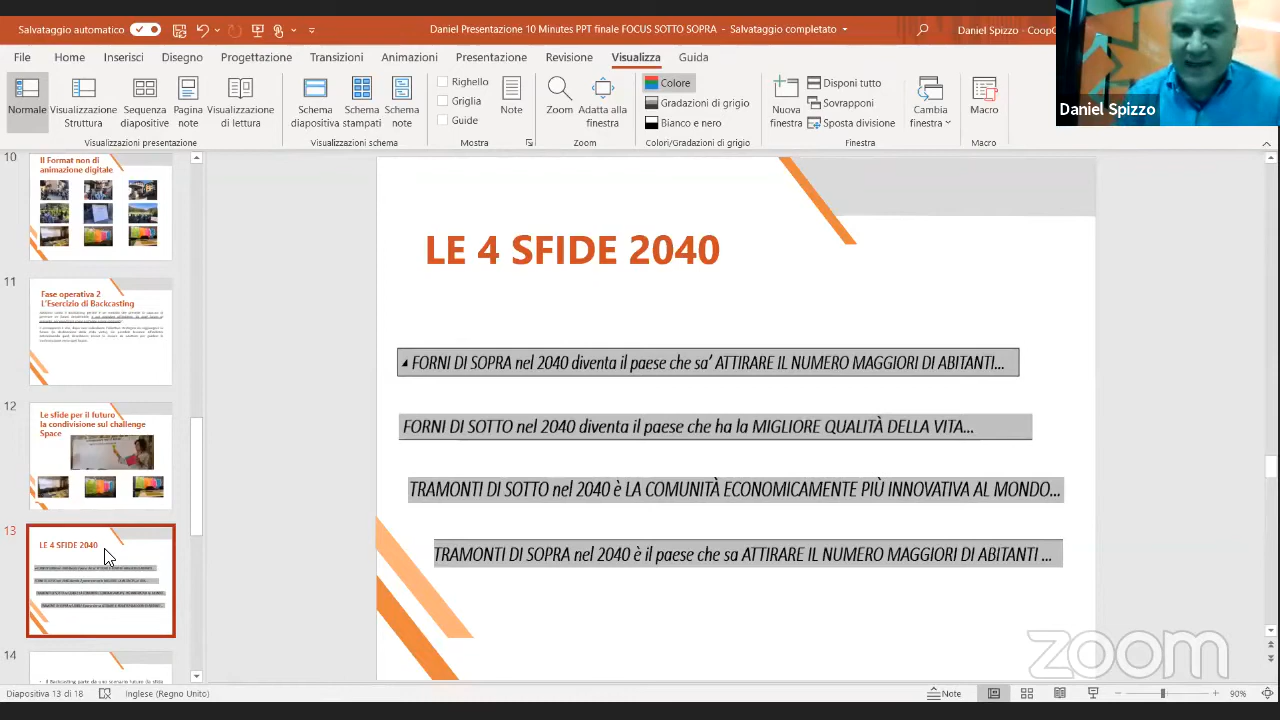 Salvataggio automatico
Daniel Presentazione 10 Minutes PPT finale FOCUS SOTTO SOPRA - Salvataggio completato
Daniel Spizzo - CoopC
File Home Inserisci Disegno Progettazione Transizioni Animazioni Presentazione Revisione Visualizza Guida
Normale
Visualizzazione Struttura
Sequenza diapositive
Pagina note
Visualizzazione di lettura
Visualizzazioni presentazione
Schema diapositiva
Schema stampati
Schema note
Visualizzazioni schema
Righello
Griglia
Guide
Note
Mostra
Zoom
Adatta alla finestra
Zoom
Colore
Gradazioni di grigio
Bianco e nero
Colori/Gradazioni di grigio
Nuova finestra
Disponi tutto
Sovrapponi
Sposta divisione
Cambia finestra
Finestra
Macro
Macro
Daniel Spizzo
10
Il Format non di
animazione digitale
11
Fase operativa 2
L'Esercizio di Backcasting
12
Le sfide per il futuro
la condivisione sul challenge
Space
13
LE 4 SFIDE 2040
14
LE 4 SFIDE 2040
FORNI DI SOPRA nel 2040 diventa il paese che sa' ATTIRARE IL NUMERO MAGGIORI DI ABITANTI...
FORNI DI SOTTO nel 2040 diventa il paese che ha la MIGLIORE QUALITÀ DELLA VITA...
TRAMONTI DI SOTTO nel 2040 è LA COMUNITÀ ECONOMICAMENTE PIÙ INNOVATIVA AL MONDO...
TRAMONTI DI SOPRA nel 2040 è il paese che sa ATTIRARE IL NUMERO MAGGIORI DI ABITANTI ...
zoom
Diapositiva 13 di 18
Inglese (Regno Unito)
Note
90%